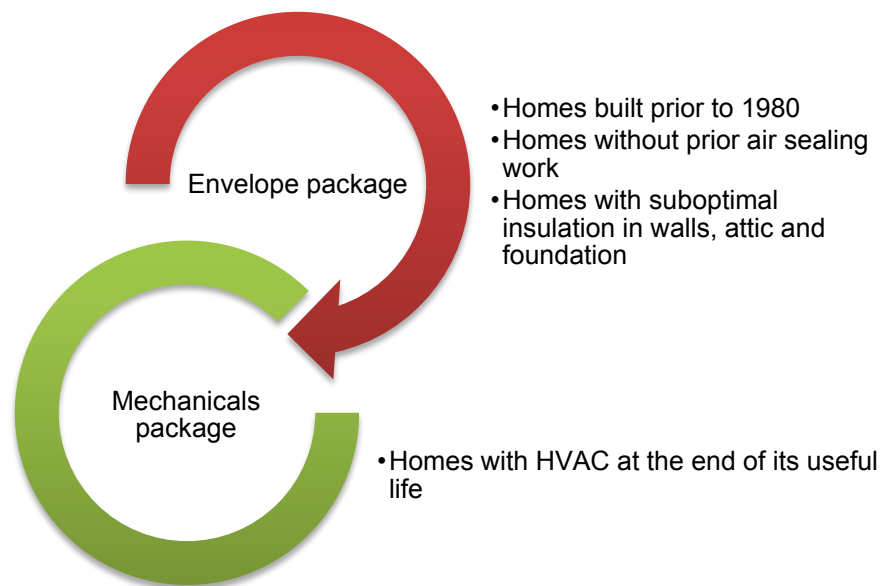 Envelope package
•Homes built prior to 1980
•Homes without prior air sealing
work
•Homes with suboptimal
insulation in walls, attic and
foundation
Mechanicals
package
•Homes with HVAC at the end of its useful
life